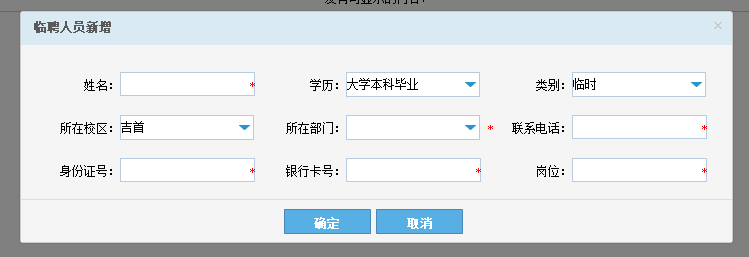 临聘人员新增 ×
姓名： * 学历： 大学本科毕业 类别： 临时
所在校区： 吉首 所在部门： * 联系电话： *
身份证号： * 银行卡号： * 岗位： *
确定 取消